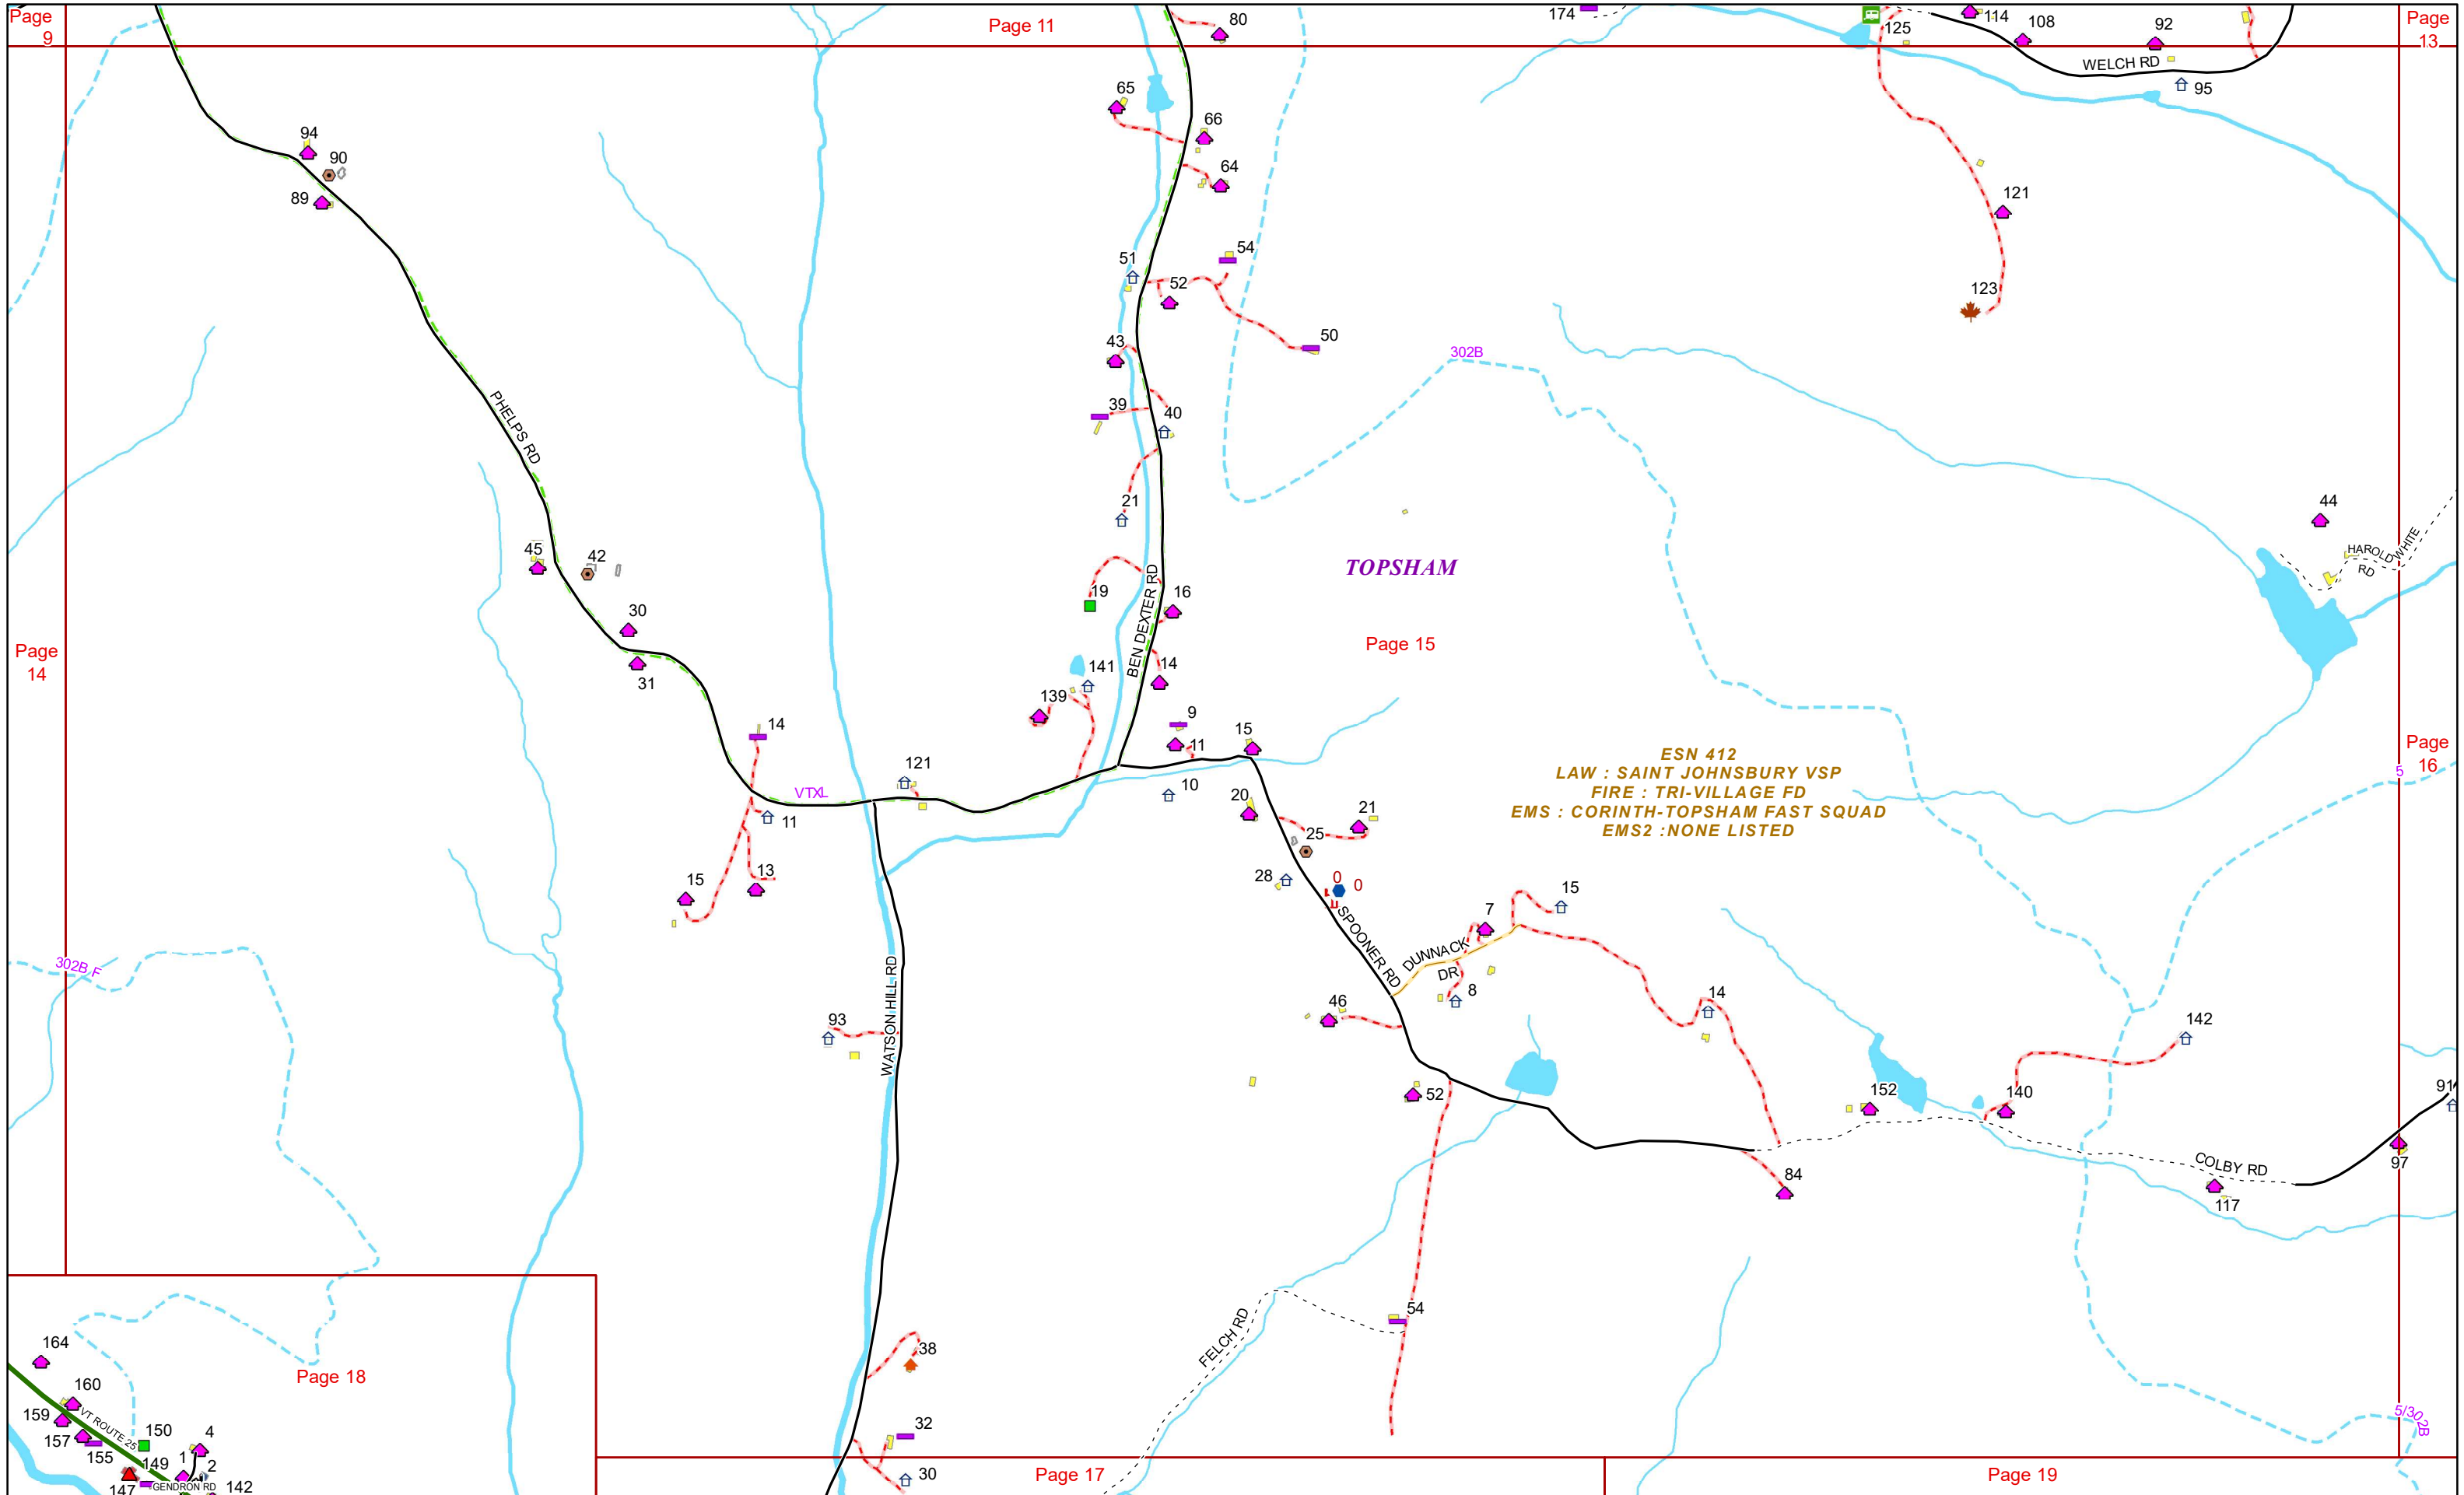 Page
9
Page 11
80
174
125
114
108
92
Page
13
WELCH RD
95
65
66
64
94
90
89
51
54
52
50
121
123
43
302B
39
40
PHELPS RD
21
44
HAROLD WHITE
RD
45
42
TOPSHAM
19
16
BEN DEXTER RD
30
31
Page
14
Page 15
141
14
139
9
11
15
14
121
VTXL
11
10
ESN 412
LAW : SAINT JOHNSBURY VSP
FIRE : TRI-VILLAGE FD
EMS : CORINTH-TOPSHAM FAST SQUAD
EMS2 :NONE LISTED
Page
16
5
20
21
25
28
0
0
15
13
7
15
SPOONER RD
DUNNACK
DR
8
302B F
WATSON HILL RD
93
46
14
142
52
152
140
91
97
COLBY RD
117
84
54
FELCH RD
38
32
30
164
Page 18
160
159
VT ROUTE 25
157
155
150
4
149
1
2
147
GENDRON RD
142
Page 17
Page 19
5/302B